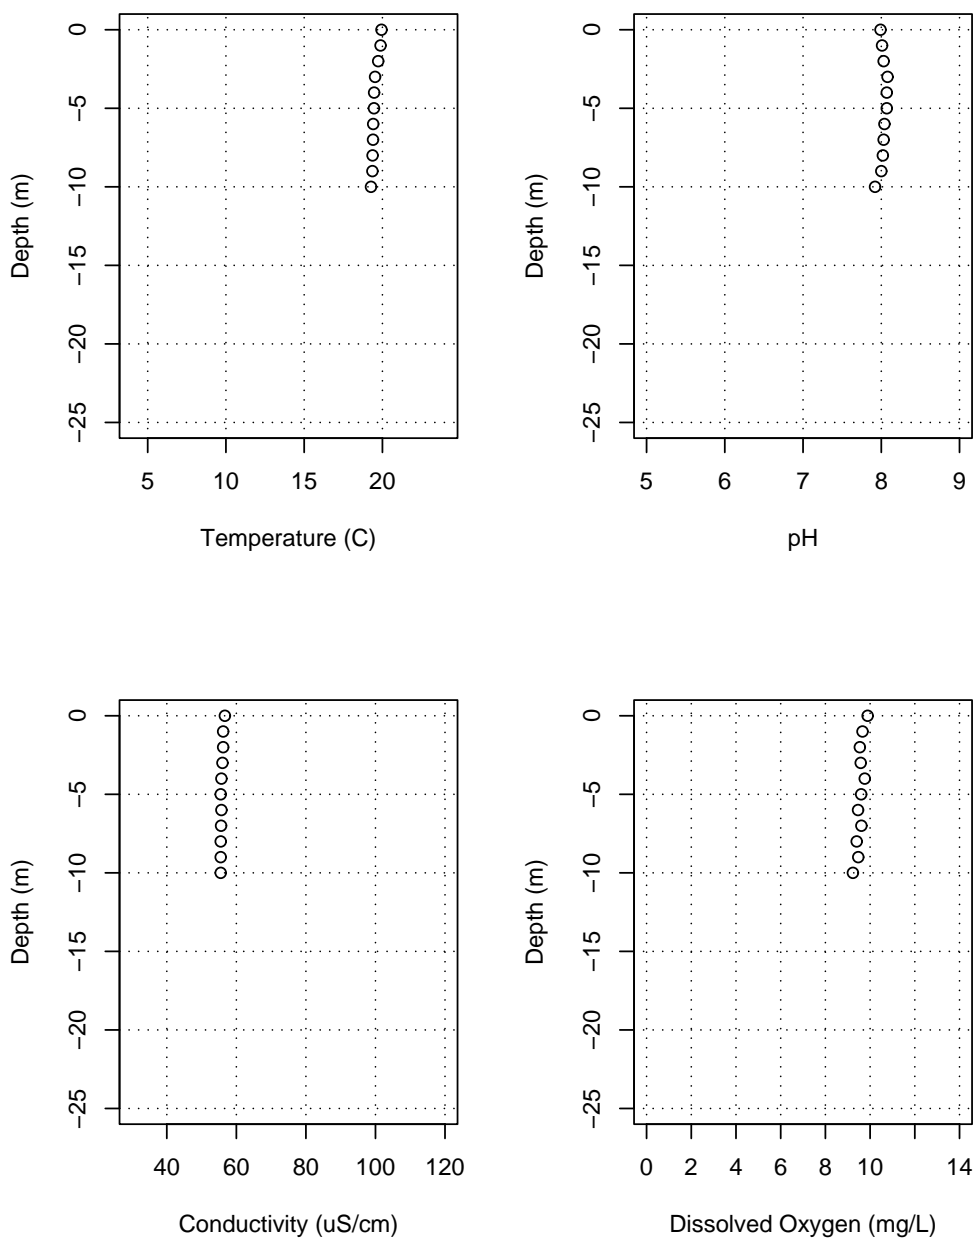 0
−5
−10
−15
−20
−25
Depth (m)
5 10 15 20
Temperature (C)
0
−5
−10
−15
−20
−25
Depth (m)
5 6 7 8 9
pH
0
−5
−10
−15
−20
−25
Depth (m)
40 60 80 100 120
Conductivity (uS/cm)
0
−5
−10
−15
−20
−25
Depth (m)
0 2 4 6 8 10 14
Dissolved Oxygen (mg/L)